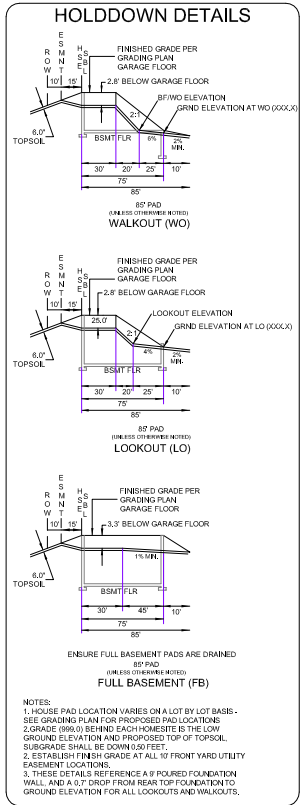 HOLDDOWN DETAILS
ROW
ESMNT
HSE
SBL
FINISHED GRADE PER
GRADING PLAN
GARAGE FLOOR
10' 15'
2.8' BELOW GARAGE FLOOR
BF/WO ELEVATION
GRND ELEVATION AT WO (XXX.X)
2:1
6.0"
TOPSOIL
BSMT FLR
6%
2%
MIN.
30' 20' 25' 10'
75'
85'
85' PAD
(UNLESS OTHERWISE NOTED)
WALKOUT (WO)
ROW
ESMNT
HSE
SBL
FINISHED GRADE PER
GRADING PLAN
GARAGE FLOOR
10' 15'
2.8' BELOW GARAGE FLOOR
25.0'
LOOKOUT ELEVATION
GRND ELEVATION AT LO (XXX.X)
2:1
4%
2%
MIN.
6.0"
TOPSOIL
BSMT FLR
30' 20' 25' 10'
75'
85'
85' PAD
(UNLESS OTHERWISE NOTED)
LOOKOUT (LO)
ROW
ESMNT
HSE
SBL
FINISHED GRADE PER
GRADING PLAN
GARAGE FLOOR
10' 15'
3.3' BELOW GARAGE FLOOR
1% MIN.
6.0"
TOPSOIL
BSMT FLR
30' 45' 10'
75'
85'
ENSURE FULL BASEMENT PADS ARE DRAINED
85' PAD
(UNLESS OTHERWISE NOTED)
FULL BASEMENT (FB)
NOTES:
1. HOUSE PAD LOCATION VARIES ON A LOT BY LOT BASIS -
SEE GRADING PLAN FOR PROPOSED PAD LOCATIONS
2.GRADE (999.0) BEHIND EACH HOMESITE IS THE LOW
GROUND ELEVATION AND PROPOSED TOP OF TOPSOIL.
SUBGRADE SHALL BE DOWN 0.50 FEET.
2. ESTABLISH FINISH GRADE AT ALL 10' FRONT YARD UTILITY
EASEMENT LOCATIONS.
3. THESE DETAILS REFERENCE A 9' POURED FOUNDATION
WALL, AND A 0.7' DROP FROM REAR TOP FOUNDATION TO
GROUND ELEVATION FOR ALL LOOKOUTS AND WALKOUTS.